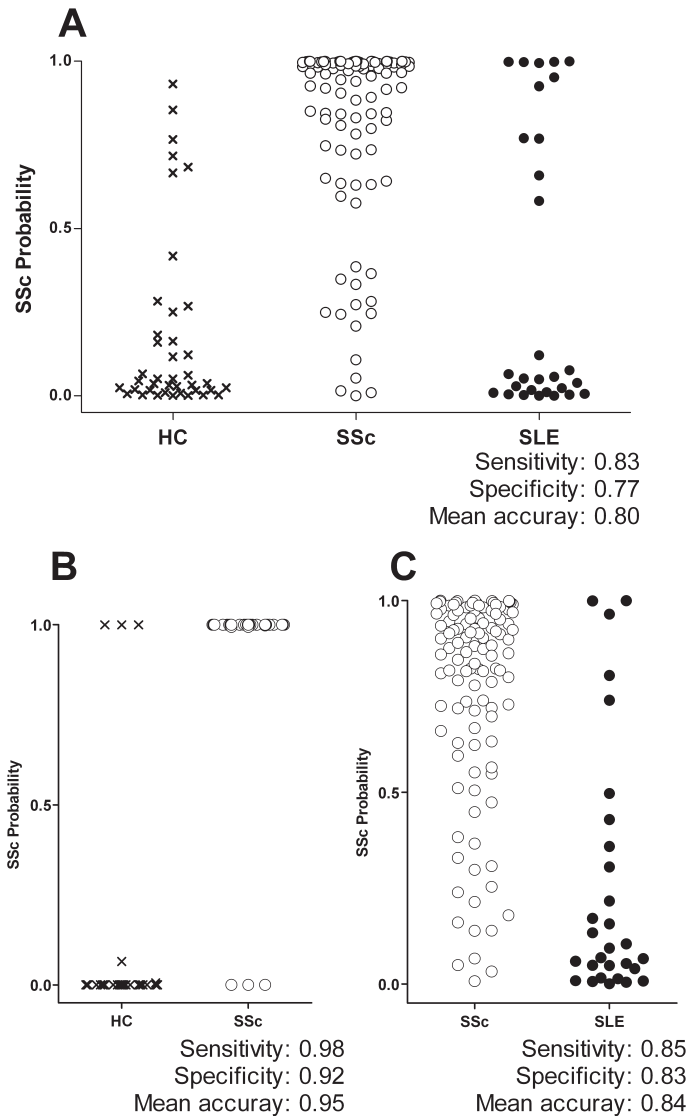 A
1.0
0.5
0.0
SSc Probability
HC
SSc
SLE
Sensitivity: 0.83
Specificity: 0.77
Mean accuray: 0.80
B
1.0
0.5
0.0
SSc Probability
HC
SSc
Sensitivity: 0.98
Specificity: 0.92
Mean accuray: 0.95
C
1.0
0.5
0.0
SSc Probability
SSc
SLE
Sensitivity: 0.85
Specificity: 0.83
Mean accuray: 0.84